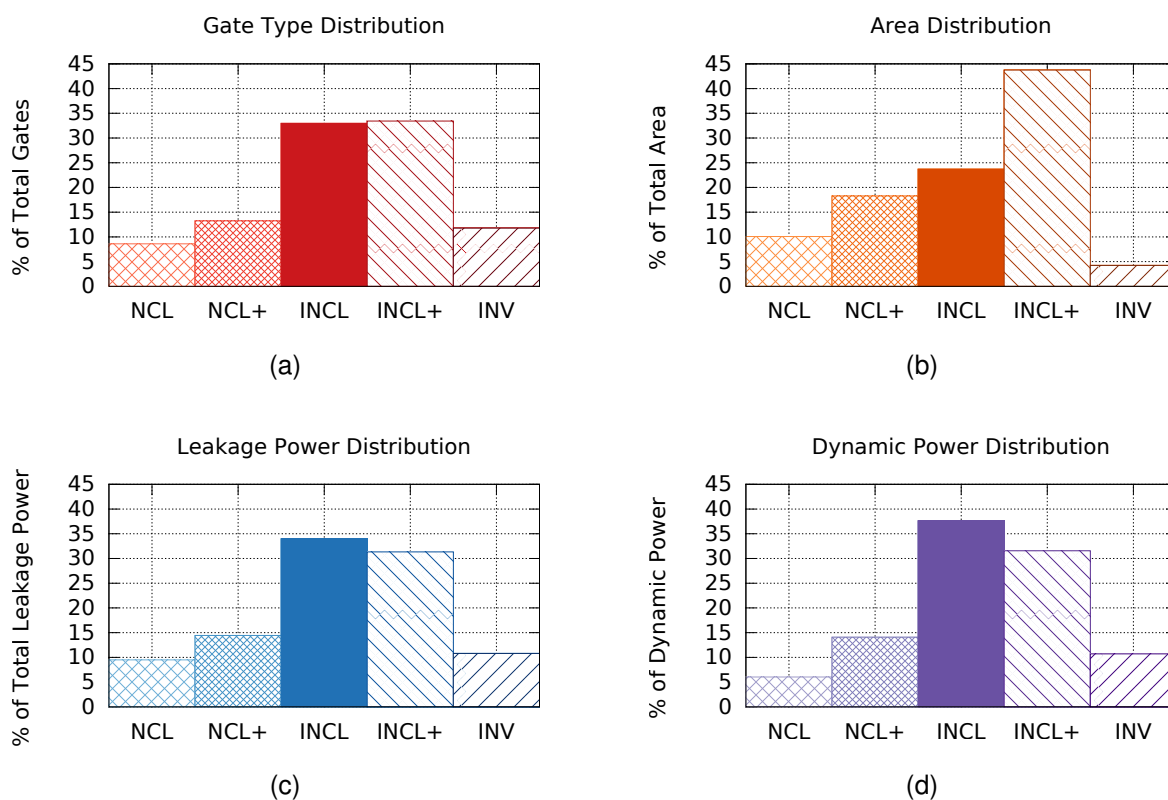 Gate Type Distribution
% of Total Gates
45
40
35
30
25
20
15
10
5
0
NCL NCL+ INCL INCL+ INV
(a)
Area Distribution
% of Total Area
45
40
35
30
25
20
15
10
5
0
NCL NCL+ INCL INCL+ INV
(b)
Leakage Power Distribution
% of Total Leakage Power
45
40
35
30
25
20
15
10
5
0
NCL NCL+ INCL INCL+ INV
(c)
Dynamic Power Distribution
% of Dynamic Power
45
40
35
30
25
20
15
10
5
0
NCL NCL+ INCL INCL+ INV
(d)